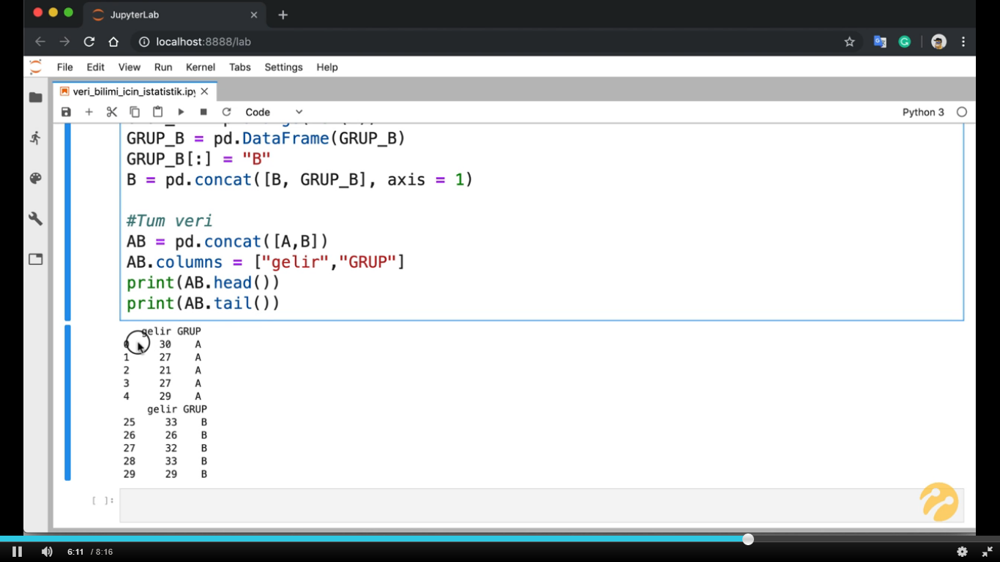 JupyterLab
localhost:8888/lab
File Edit View Run Kernel Tabs Settings Help
veri_bilimi_icin_istatistik.ipy
Code
Python 3
GRUP_B = pd.DataFrame(GRUP_B)
GRUP_B[:] = "B"
B = pd.concat([B, GRUP_B], axis = 1)
#Tum veri
AB = pd.concat([A,B])
AB.columns = ["gelir","GRUP"]
print(AB.head())
print(AB.tail())
gelir GRUP
0 30 A
1 27 A
2 21 A
3 27 A
4 29 A
gelir GRUP
25 33 B
26 26 B
27 32 B
28 33 B
29 29 B
[ ]:
6:11 / 8:16